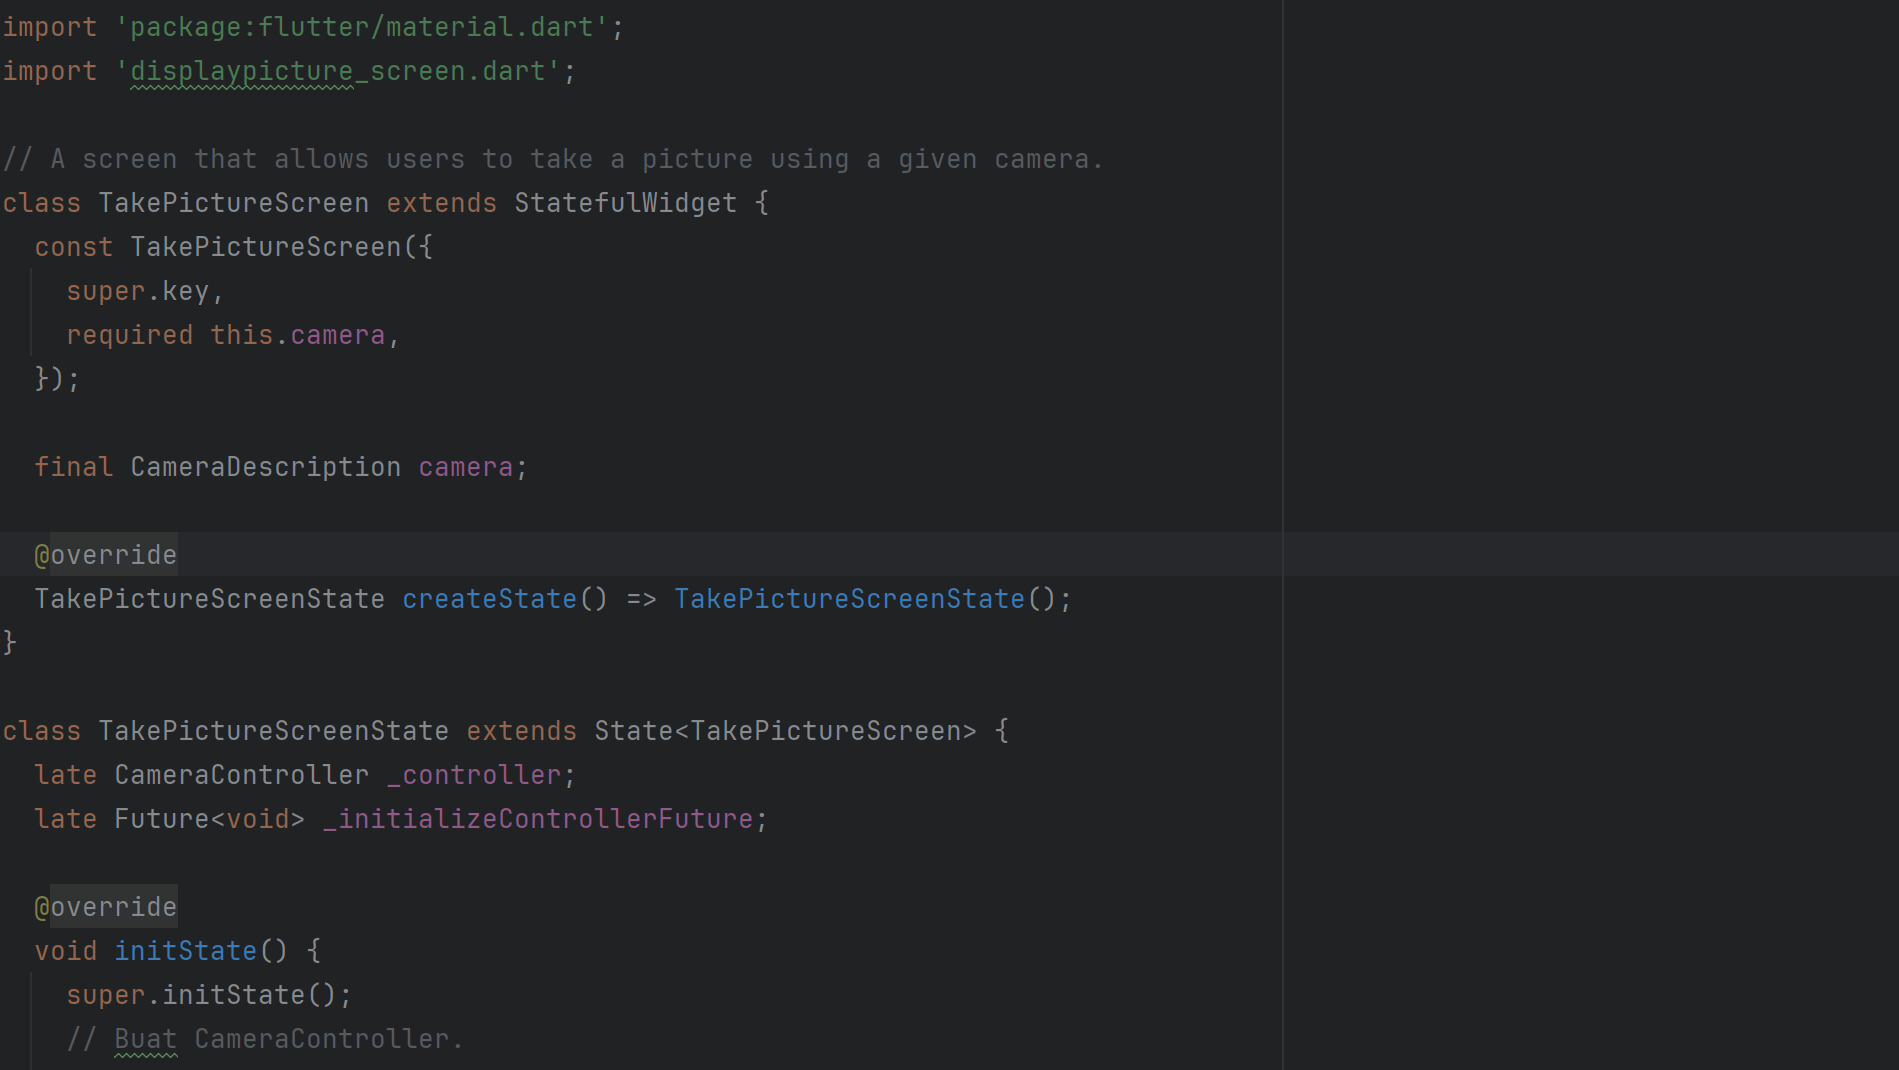 import 'package:flutter/material.dart';
import 'displaypicture_screen.dart';
// A screen that allows users to take a picture using a given camera.
class TakePictureScreen extends StatefulWidget {
const TakePictureScreen({
super.key,
required this.camera,
});
final CameraDescription camera;
@override
TakePictureScreenState createState() => TakePictureScreenState();
}
class TakePictureScreenState extends State<TakePictureScreen> {
late CameraController _controller;
late Future<void> _initializeControllerFuture;
@override
void initState() {
super.initState();
// Buat CameraController.